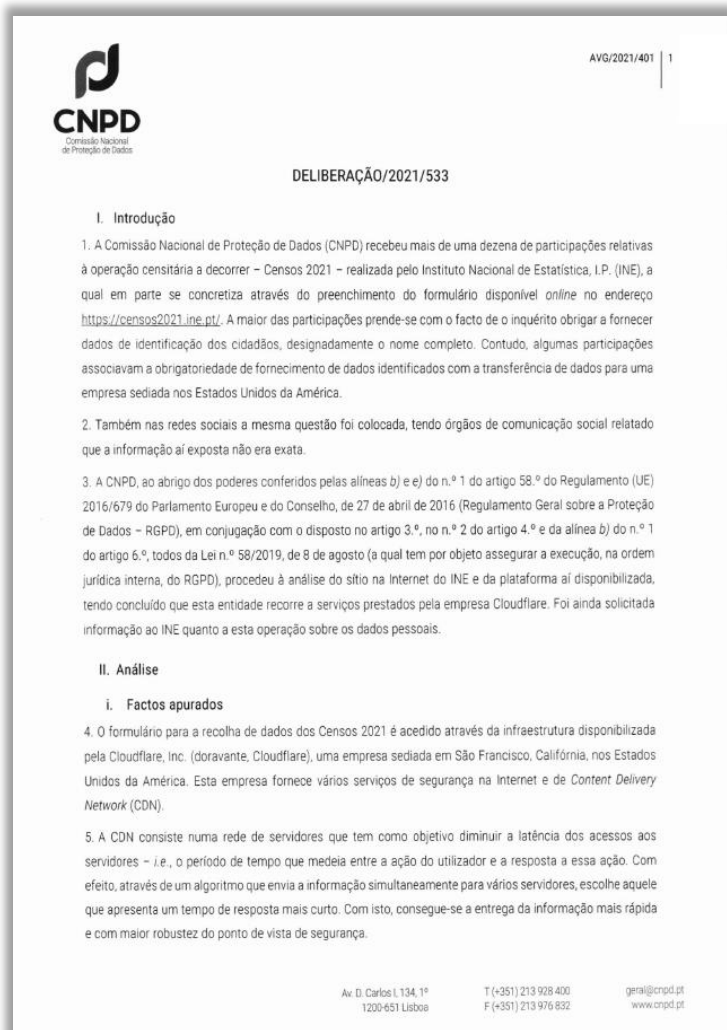 AVG/2021/401 | 1
CNPD
Comissão Nacional
de Proteção de Dados
DELIBERAÇÃO/2021/533
I. Introdução
1. A Comissão Nacional de Proteção de Dados (CNPD) recebeu mais de uma dezena de participações relativas
à operação censitária a decorrer – Censos 2021 – realizada pelo Instituto Nacional de Estatística, I.P. (INE), a
qual em parte se concretiza através do preenchimento do formulário disponível online no endereço
https://censos2021.ine.pt/. A maior das participações prende-se com o facto de o inquérito obrigar a fornecer
dados de identificação dos cidadãos, designadamente o nome completo. Contudo, algumas participações
associavam a obrigatoriedade de fornecimento de dados identificados com a transferência de dados para uma
empresa sediada nos Estados Unidos da América.
2. Também nas redes sociais a mesma questão foi colocada, tendo órgãos de comunicação social relatado
que a informação aí exposta não era exata.
3. A CNPD, ao abrigo dos poderes conferidos pelas alíneas b) e e) do n.º 1 do artigo 58.º do Regulamento (UE)
2016/679 do Parlamento Europeu e do Conselho, de 27 de abril de 2016 (Regulamento Geral sobre a Proteção
de Dados – RGPD), em conjugação com o disposto no artigo 3.º, no n.º 2 do artigo 4.º e da alínea b) do n.º 1
do artigo 6.º, todos da Lei n.º 58/2019, de 8 de agosto (a qual tem por objeto assegurar a execução, na ordem
jurídica interna, do RGPD), procedeu à análise do sítio na Internet do INE e da plataforma aí disponibilizada,
tendo concluído que esta entidade recorre a serviços prestados pela empresa Cloudflare. Foi ainda solicitada
informação ao INE quanto a esta operação sobre os dados pessoais.
II. Análise
i. Factos apurados
4. O formulário para a recolha de dados dos Censos 2021 é acedido através da infraestrutura disponibilizada
pela Cloudflare, Inc. (doravante, Cloudflare), uma empresa sediada em São Francisco, Califórnia, nos Estados
Unidos da América. Esta empresa fornece vários serviços de segurança na Internet e de Content Delivery
Network (CDN).
5. A CDN consiste numa rede de servidores que tem como objetivo diminuir a latência dos acessos aos
servidores – i.e., o período de tempo que medeia entre a ação do utilizador e a resposta a essa ação. Com
efeito, através de um algoritmo que envia a informação simultaneamente para vários servidores, escolhe aquele
que apresenta um tempo de resposta mais curto. Com isto, consegue-se a entrega da informação mais rápida
e com maior robustez do ponto de vista de segurança.
Av. D. Carlos I, 134, 1º T (+351) 213 928 400 geral@cnpd.pt
1200-651 Lisboa F (+351) 213 976 832 www.cnpd.pt